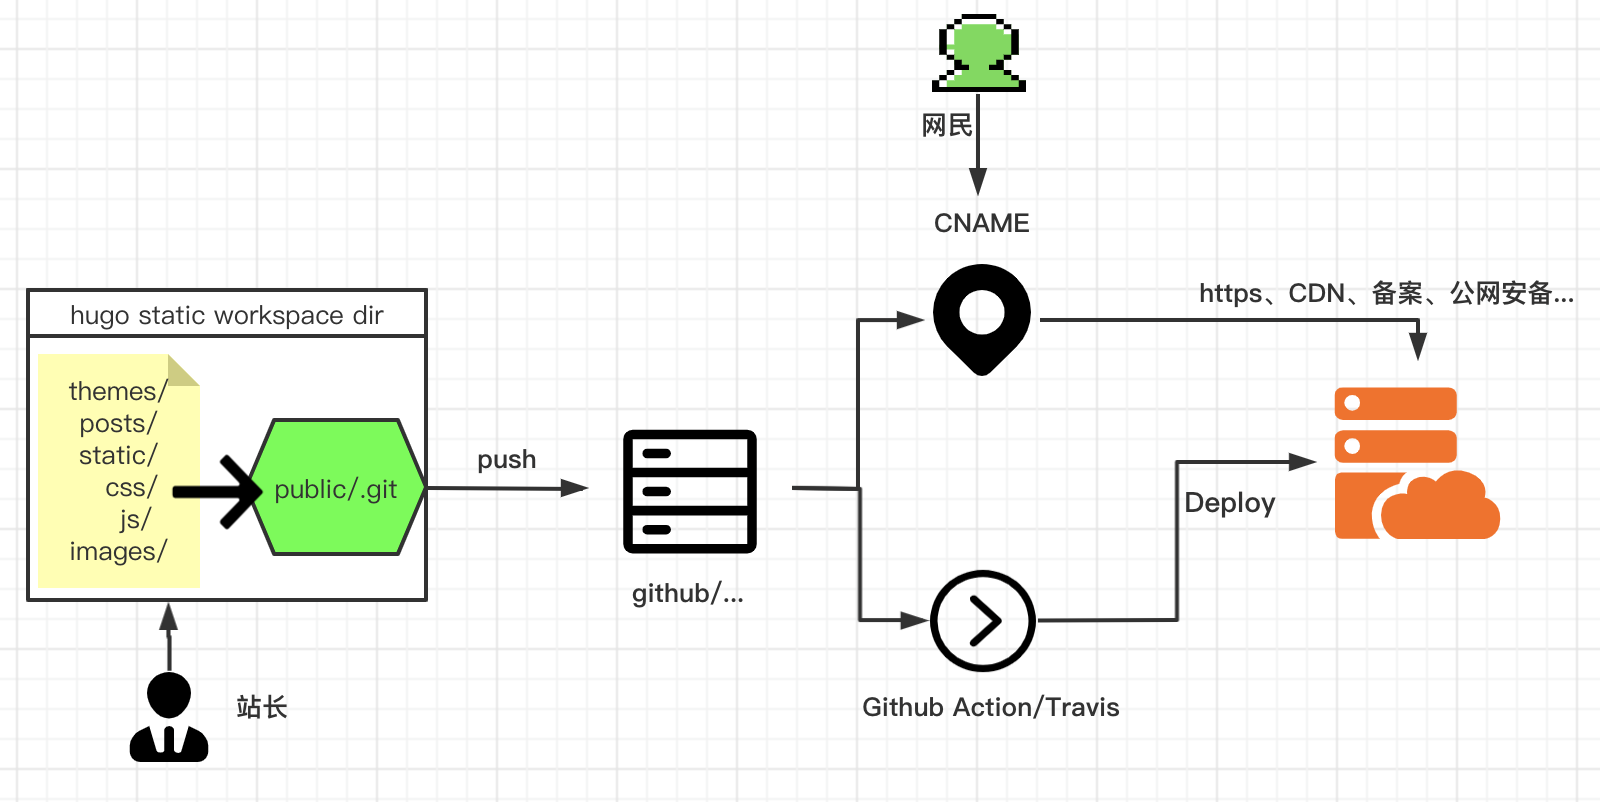 网民
CNAME
https、CDN、备案、公网安备...
hugo static workspace dir
themes/
posts/
static/
css/
js/
images/
public/.git
push
github/...
Deploy
Github Action/Travis
站长